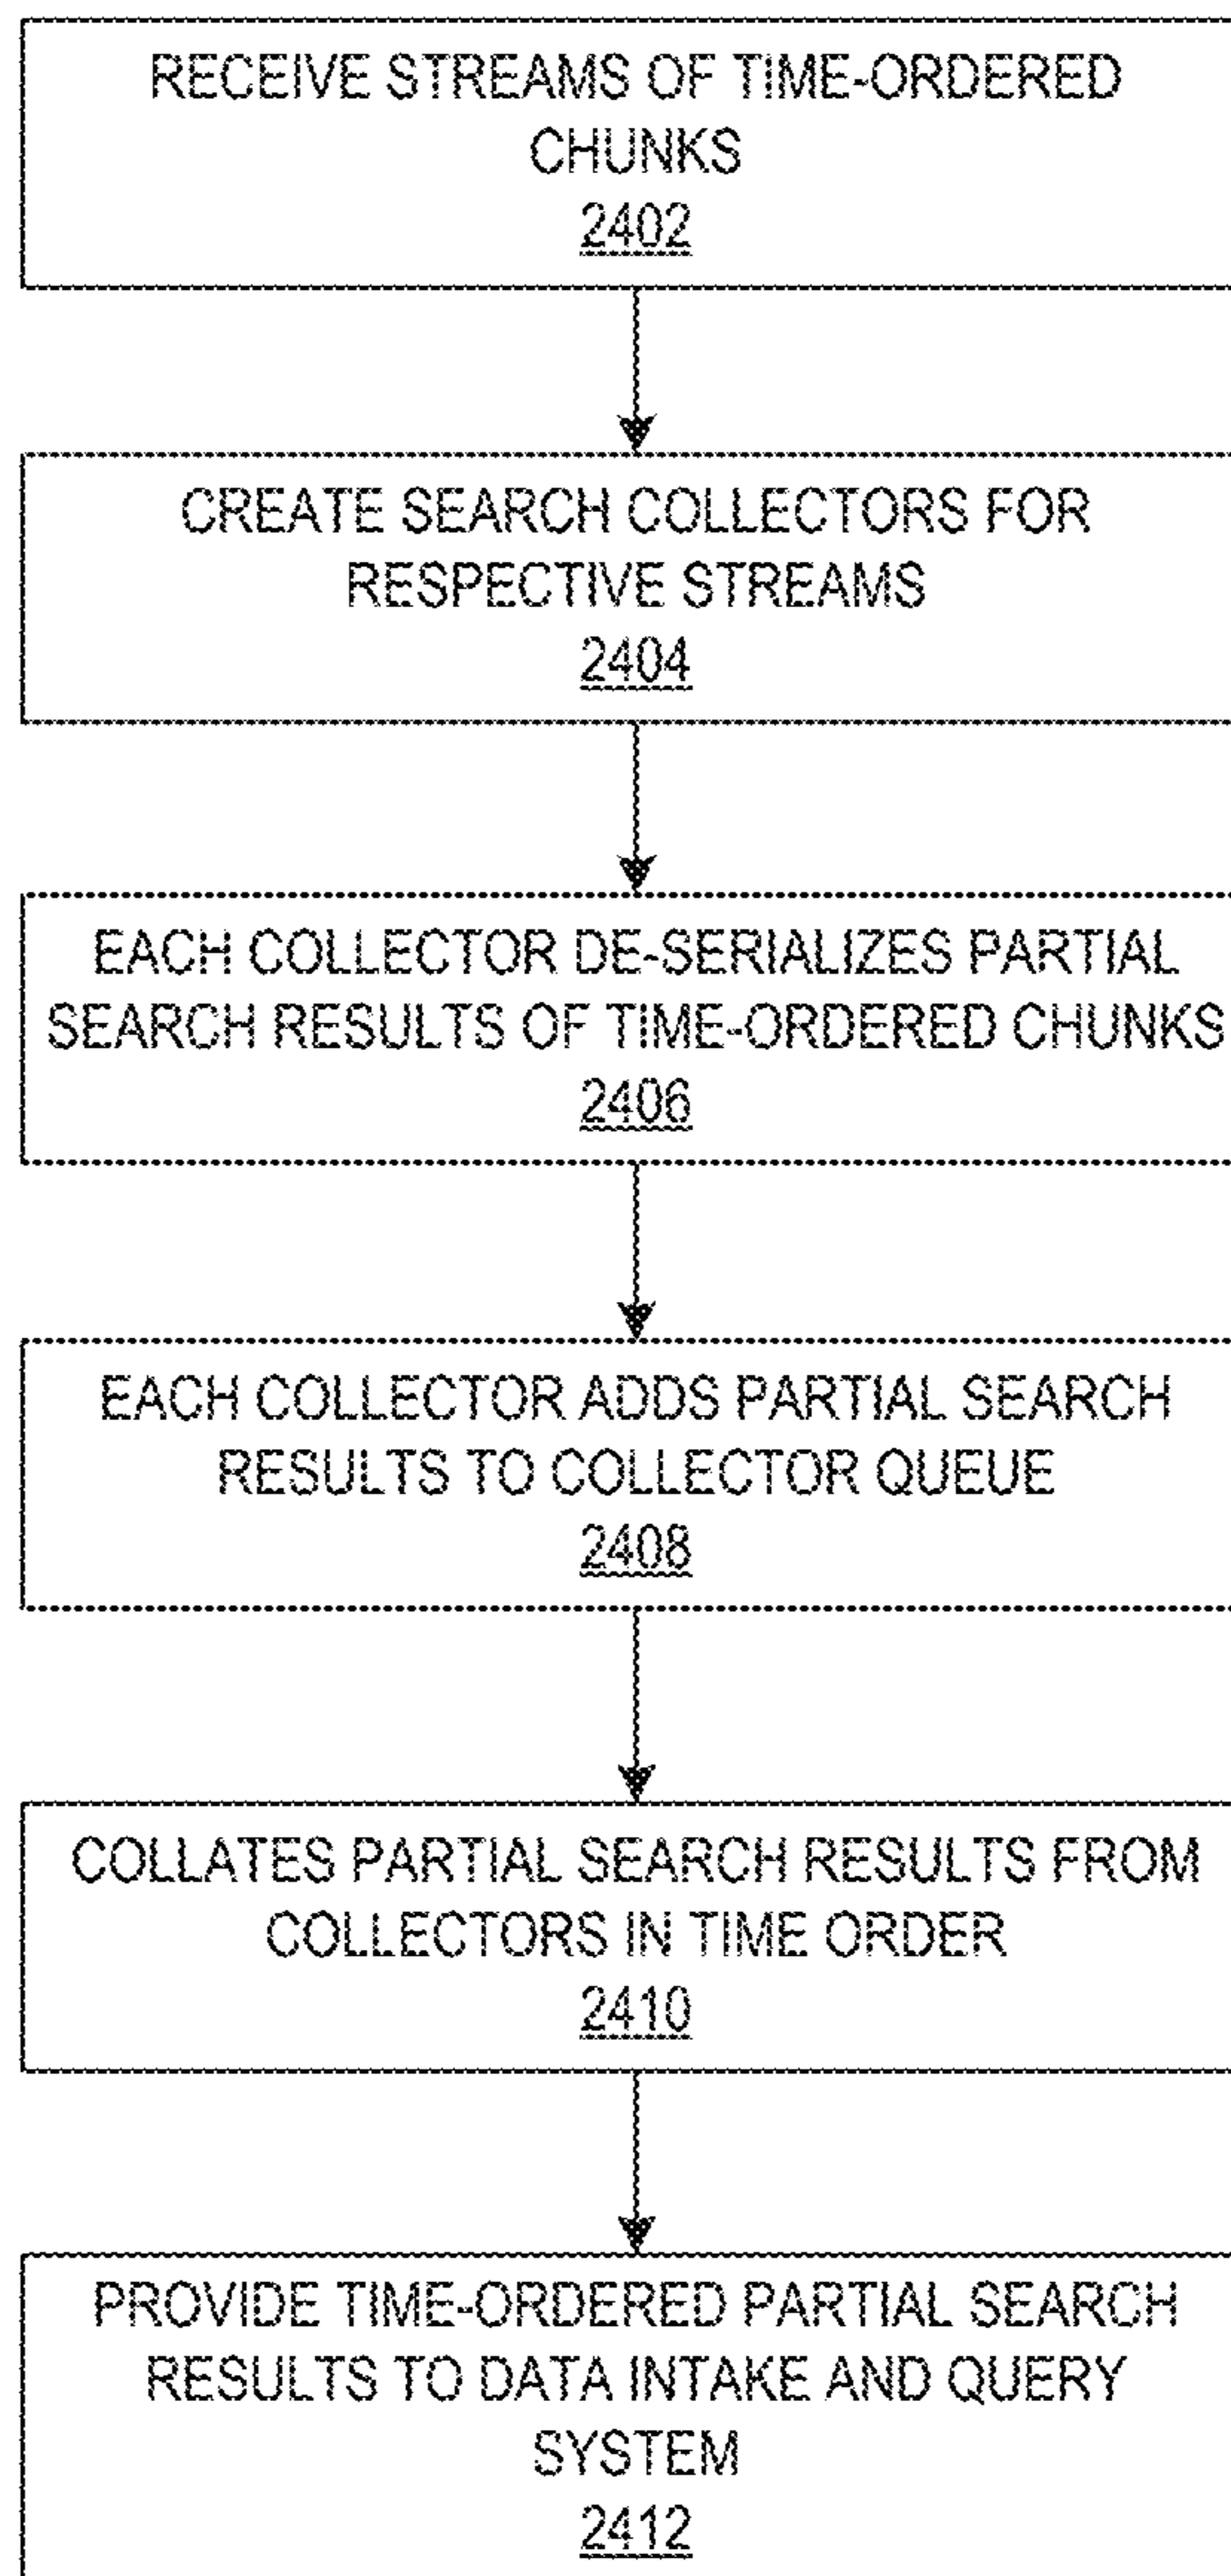 RECEIVE STREAMS OF TIME-ORDERED
CHUNKS
2402
CREATE SEARCH COLLECTORS FOR
RESPECTIVE STREAMS
2404
EACH COLLECTOR DE-SERIALIZES PARTIAL
SEARCH RESULTS OF TIME-ORDERED CHUNKS
2406
EACH COLLECTOR ADDS PARTIAL SEARCH
RESULTS TO COLLECTOR QUEUE
2408
COLLATES PARTIAL SEARCH RESULTS FROM
COLLECTORS IN TIME ORDER
2410
PROVIDE TIME-ORDERED PARTIAL SEARCH
RESULTS TO DATA INTAKE AND QUERY
SYSTEM
2412